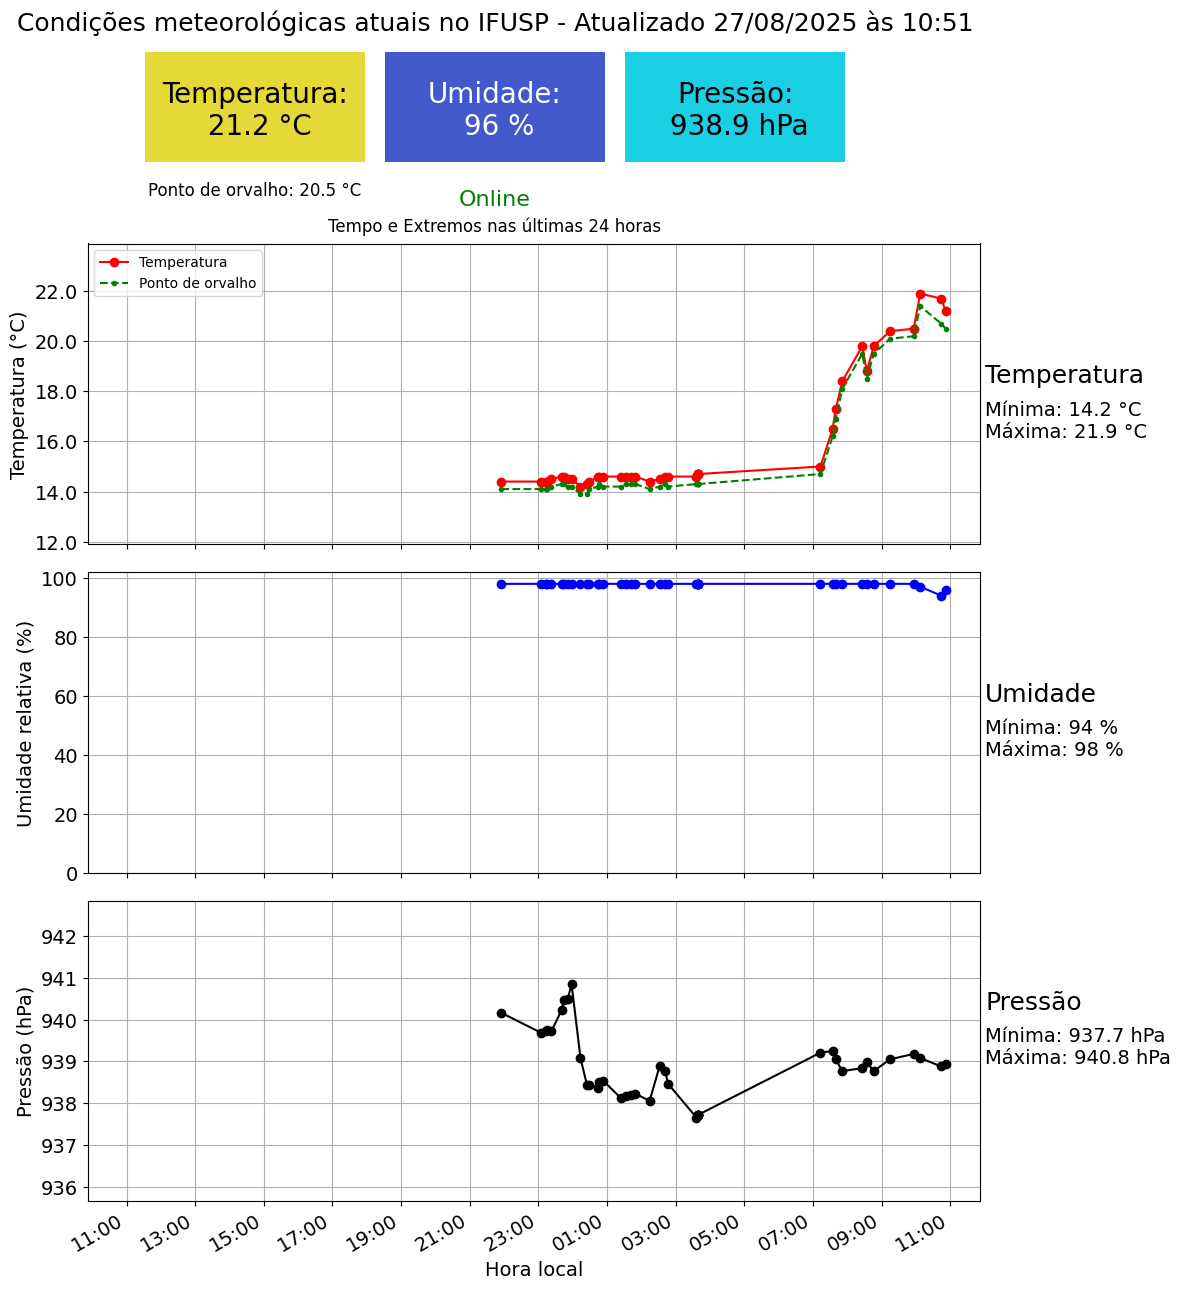 Condições meteorológicas atuais no IFUSP - Atualizado 27/08/2025 às 10:51
Temperatura:
21.2 °C
Umidade:
96 %
Pressão:
938.9 hPa
Ponto de orvalho: 20.5 °C
Online
Tempo e Extremos nas últimas 24 horas
Temperatura
Ponto de orvalho
Temperatura (°C)
22.0
20.0
18.0
16.0
14.0
12.0
Temperatura
Mínima: 14.2 °C
Máxima: 21.9 °C
Umidade relativa (%)
100
80
60
40
20
0
Umidade
Mínima: 94 %
Máxima: 98 %
Pressão (hPa)
942
941
940
939
938
937
936
Pressão
Mínima: 937.7 hPa
Máxima: 940.8 hPa
11:00 13:00 15:00 17:00 19:00 21:00 23:00 01:00 03:00 05:00 07:00 09:00 11:00
Hora local